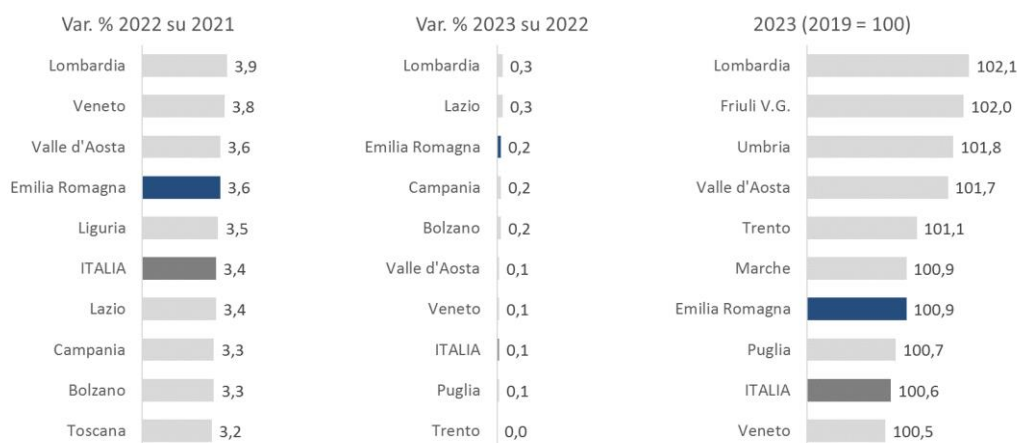 Var. % 2022 su 2021
Lombardia 3,9
Veneto 3,8
Valle d'Aosta 3,6
Emilia Romagna 3,6
Liguria 3,5
ITALIA 3,4
Lazio 3,4
Campania 3,3
Bolzano 3,3
Toscana 3,2
Var. % 2023 su 2022
Lombardia 0,3
Lazio 0,3
Emilia Romagna 0,2
Campania 0,2
Bolzano 0,2
Valle d'Aosta 0,1
Veneto 0,1
ITALIA 0,1
Puglia 0,1
Trento 0,0
2023 (2019 = 100)
Lombardia 102,1
Friuli V.G. 102,0
Umbria 101,8
Valle d'Aosta 101,7
Trento 101,1
Marche 100,9
Emilia Romagna 100,9
Puglia 100,7
ITALIA 100,6
Veneto 100,5